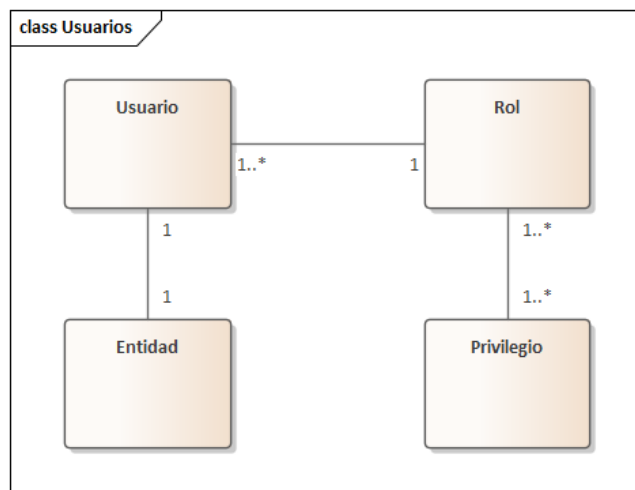 class Usuarios
Usuario
Rol
1..*
1
1
1..*
1
1..*
Entidad
Privilegio